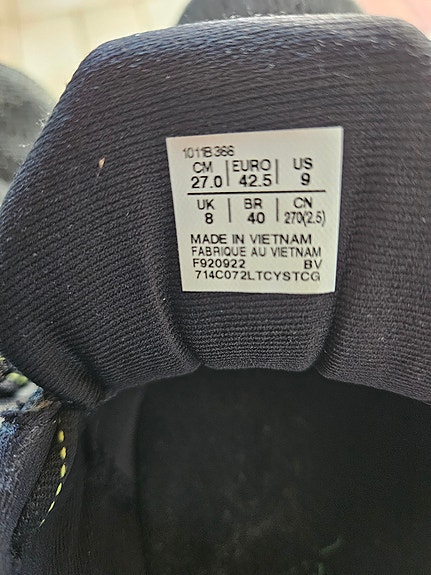 1011B366
CM | EURO | US
27.0 | 42.5 | 9
UK | BR | CN
8 | 40 | 270(2.5)
MADE IN VIETNAM
FABRIQUE AU VIETNAM
F920922 BV
714C072LTCYSTCG